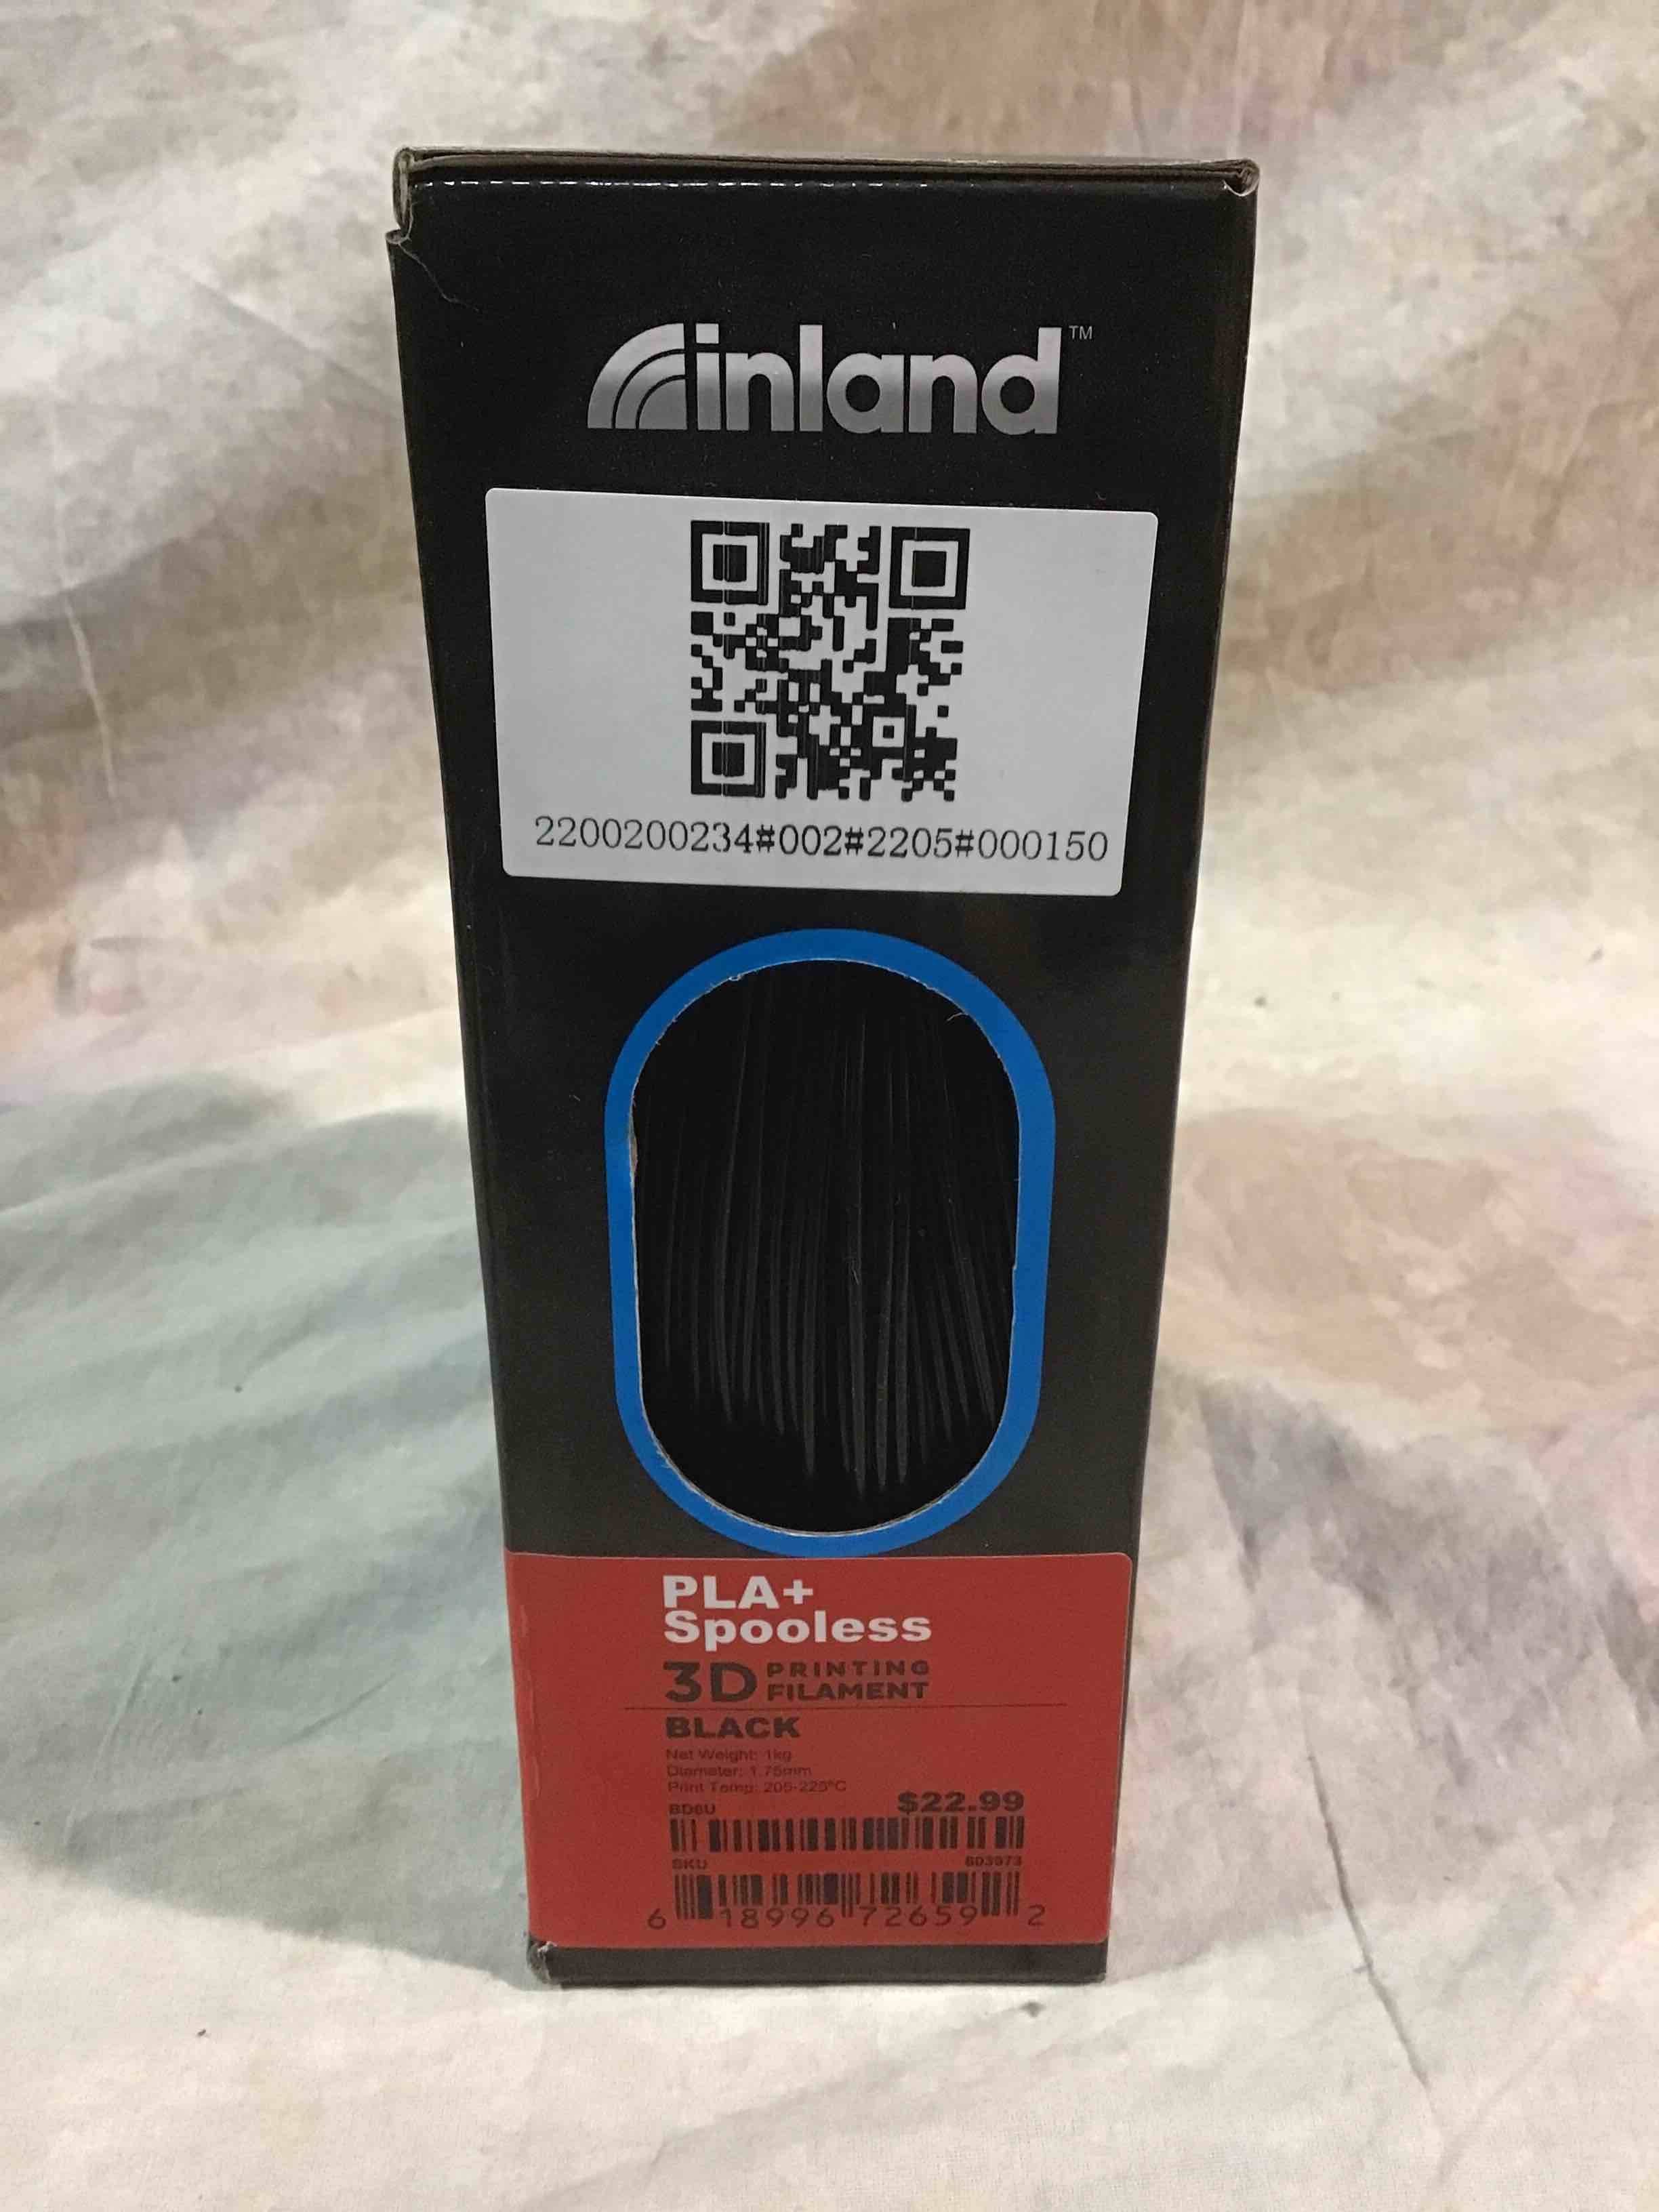 inland™
2200200234#002#2205#000150
PLA+
Spooless
3D PRINTING
FILAMENT
BLACK
Net Weight: 1kg
Diameter: 1.75mm
Print Temp: 205-225°C
BD6U $22.99
SKU 603973
6 18996 72659 2